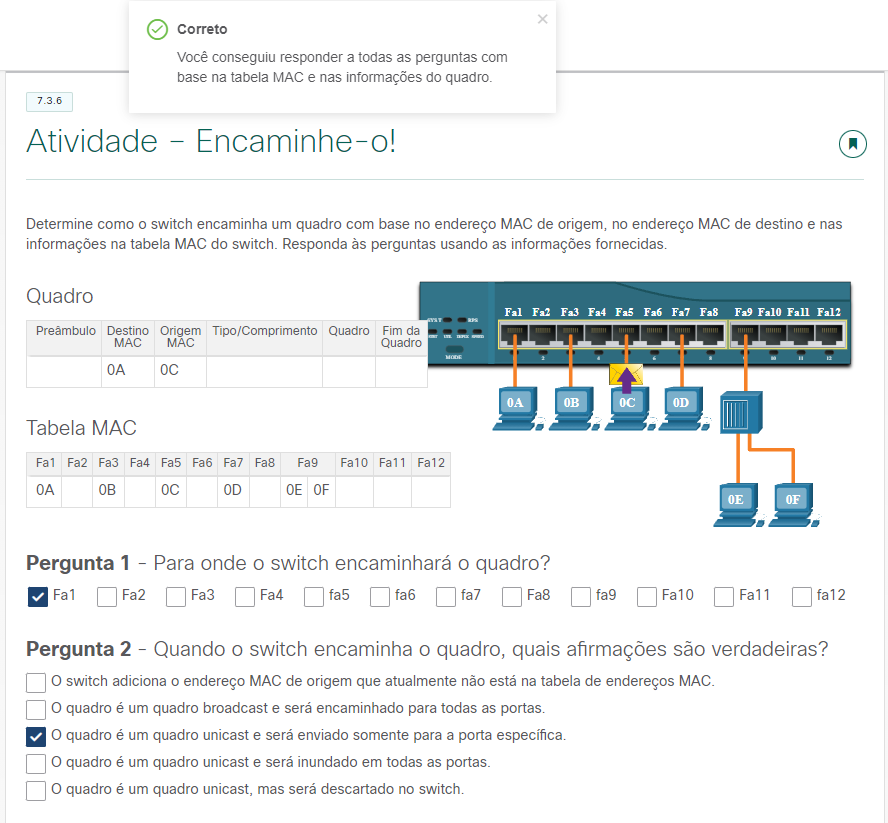 Correto
Você conseguiu responder a todas as perguntas com
base na tabela MAC e nas informações do quadro.
7.3.6
Atividade – Encaminhe-o!
Determine como o switch encaminha um quadro com base no endereço MAC de origem, no endereço MAC de destino e nas
informações na tabela MAC do switch. Responda às perguntas usando as informações fornecidas.
Quadro
Preâmbulo Destino MAC Origem MAC Tipo/Comprimento Quadro Fim da Quadro
0A 0C
Fa1 Fa2 Fa3 Fa4 Fa5 Fa6 Fa7 Fa8 Fa9 Fa10 Fa11 Fa12
SYST RPS
MODE
2 4 6 8 10 11 12
0A 0B 0C 0D
0E 0F
Tabela MAC
Fa1 Fa2 Fa3 Fa4 Fa5 Fa6 Fa7 Fa8 Fa9 Fa10 Fa11 Fa12
0A 0B 0C 0D 0E 0F
Pergunta 1 - Para onde o switch encaminhará o quadro?
Fa1 Fa2 Fa3 Fa4 fa5 fa6 fa7 Fa8 fa9 Fa10 Fa11 fa12
Pergunta 2 - Quando o switch encaminha o quadro, quais afirmações são verdadeiras?
O switch adiciona o endereço MAC de origem que atualmente não está na tabela de endereços MAC.
O quadro é um quadro broadcast e será encaminhado para todas as portas.
O quadro é um quadro unicast e será enviado somente para a porta específica.
O quadro é um quadro unicast e será inundado em todas as portas.
O quadro é um quadro unicast, mas será descartado no switch.